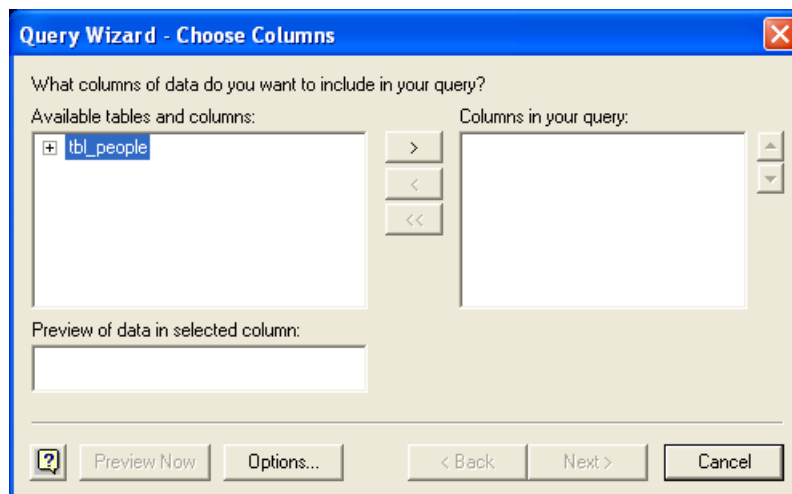 Query Wizard - Choose Columns
What columns of data do you want to include in your query?
Available tables and columns:
Columns in your query:
tbl_people
>
<
<<
Preview of data in selected column:
?
Preview Now
Options...
< Back
Next >
Cancel